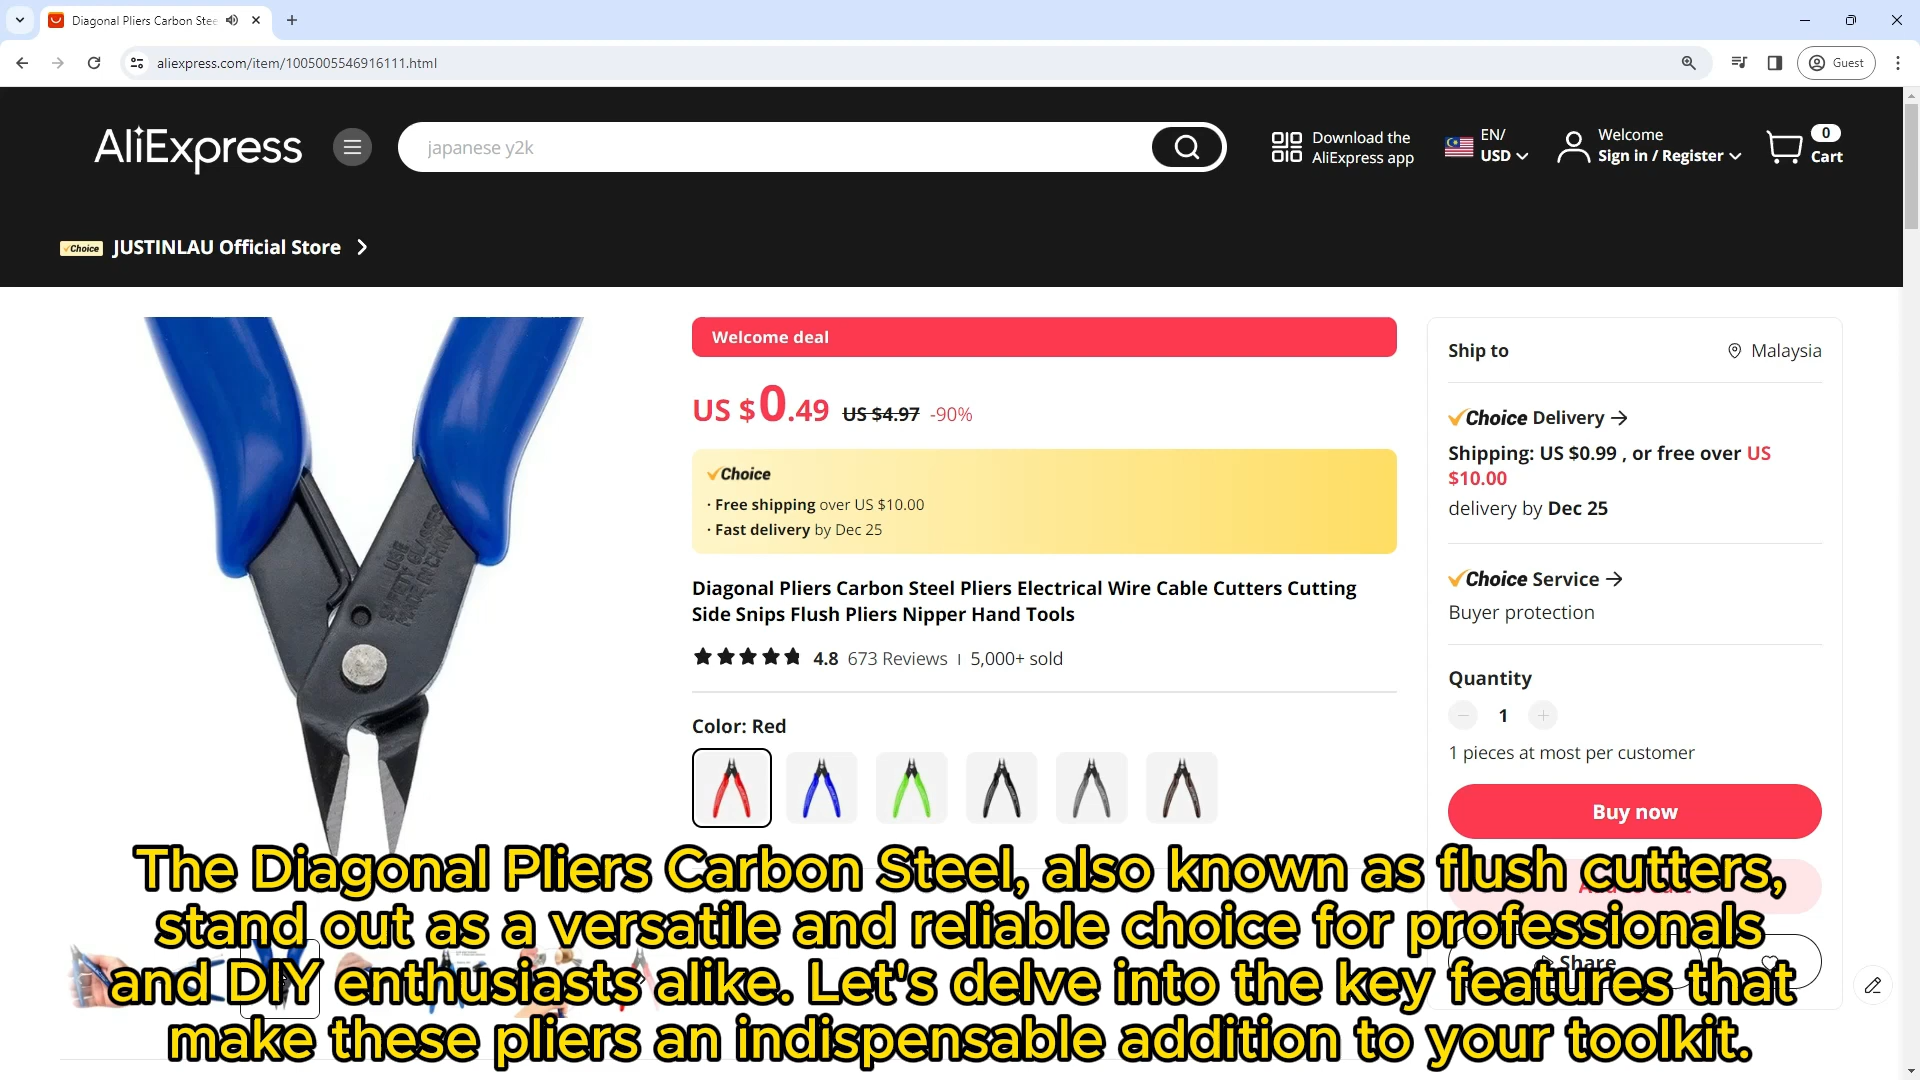 Diagonal Pliers Carbon Stee
aliexpress.com/item/1005005546916111.html
Guest
AliExpress
japanese y2k
Download the
AliExpress app
EN/
USD
Welcome
Sign in / Register
0
Cart
Choice
JUSTINLAU Official Store
USE
SAFETY GLASSES
MADE IN CHINA
Welcome deal
US $0.49 US $4.97 -90%
Choice
· Free shipping over US $10.00
· Fast delivery by Dec 25
Diagonal Pliers Carbon Steel Pliers Electrical Wire Cable Cutters Cutting
Side Snips Flush Pliers Nipper Hand Tools
4.8 673 Reviews 5,000+ sold
Color: Red
Ship to Malaysia
Choice Delivery
Shipping: US $0.99 , or free over US
$10.00
delivery by Dec 25
Choice Service
Buyer protection
Quantity
1
1 pieces at most per customer
Buy now
Share
The Diagonal Pliers Carbon Steel, also known as flush cutters,
stand out as a versatile and reliable choice for professionals
and DIY enthusiasts alike. Let's delve into the key features that
make these pliers an indispensable addition to your toolkit.